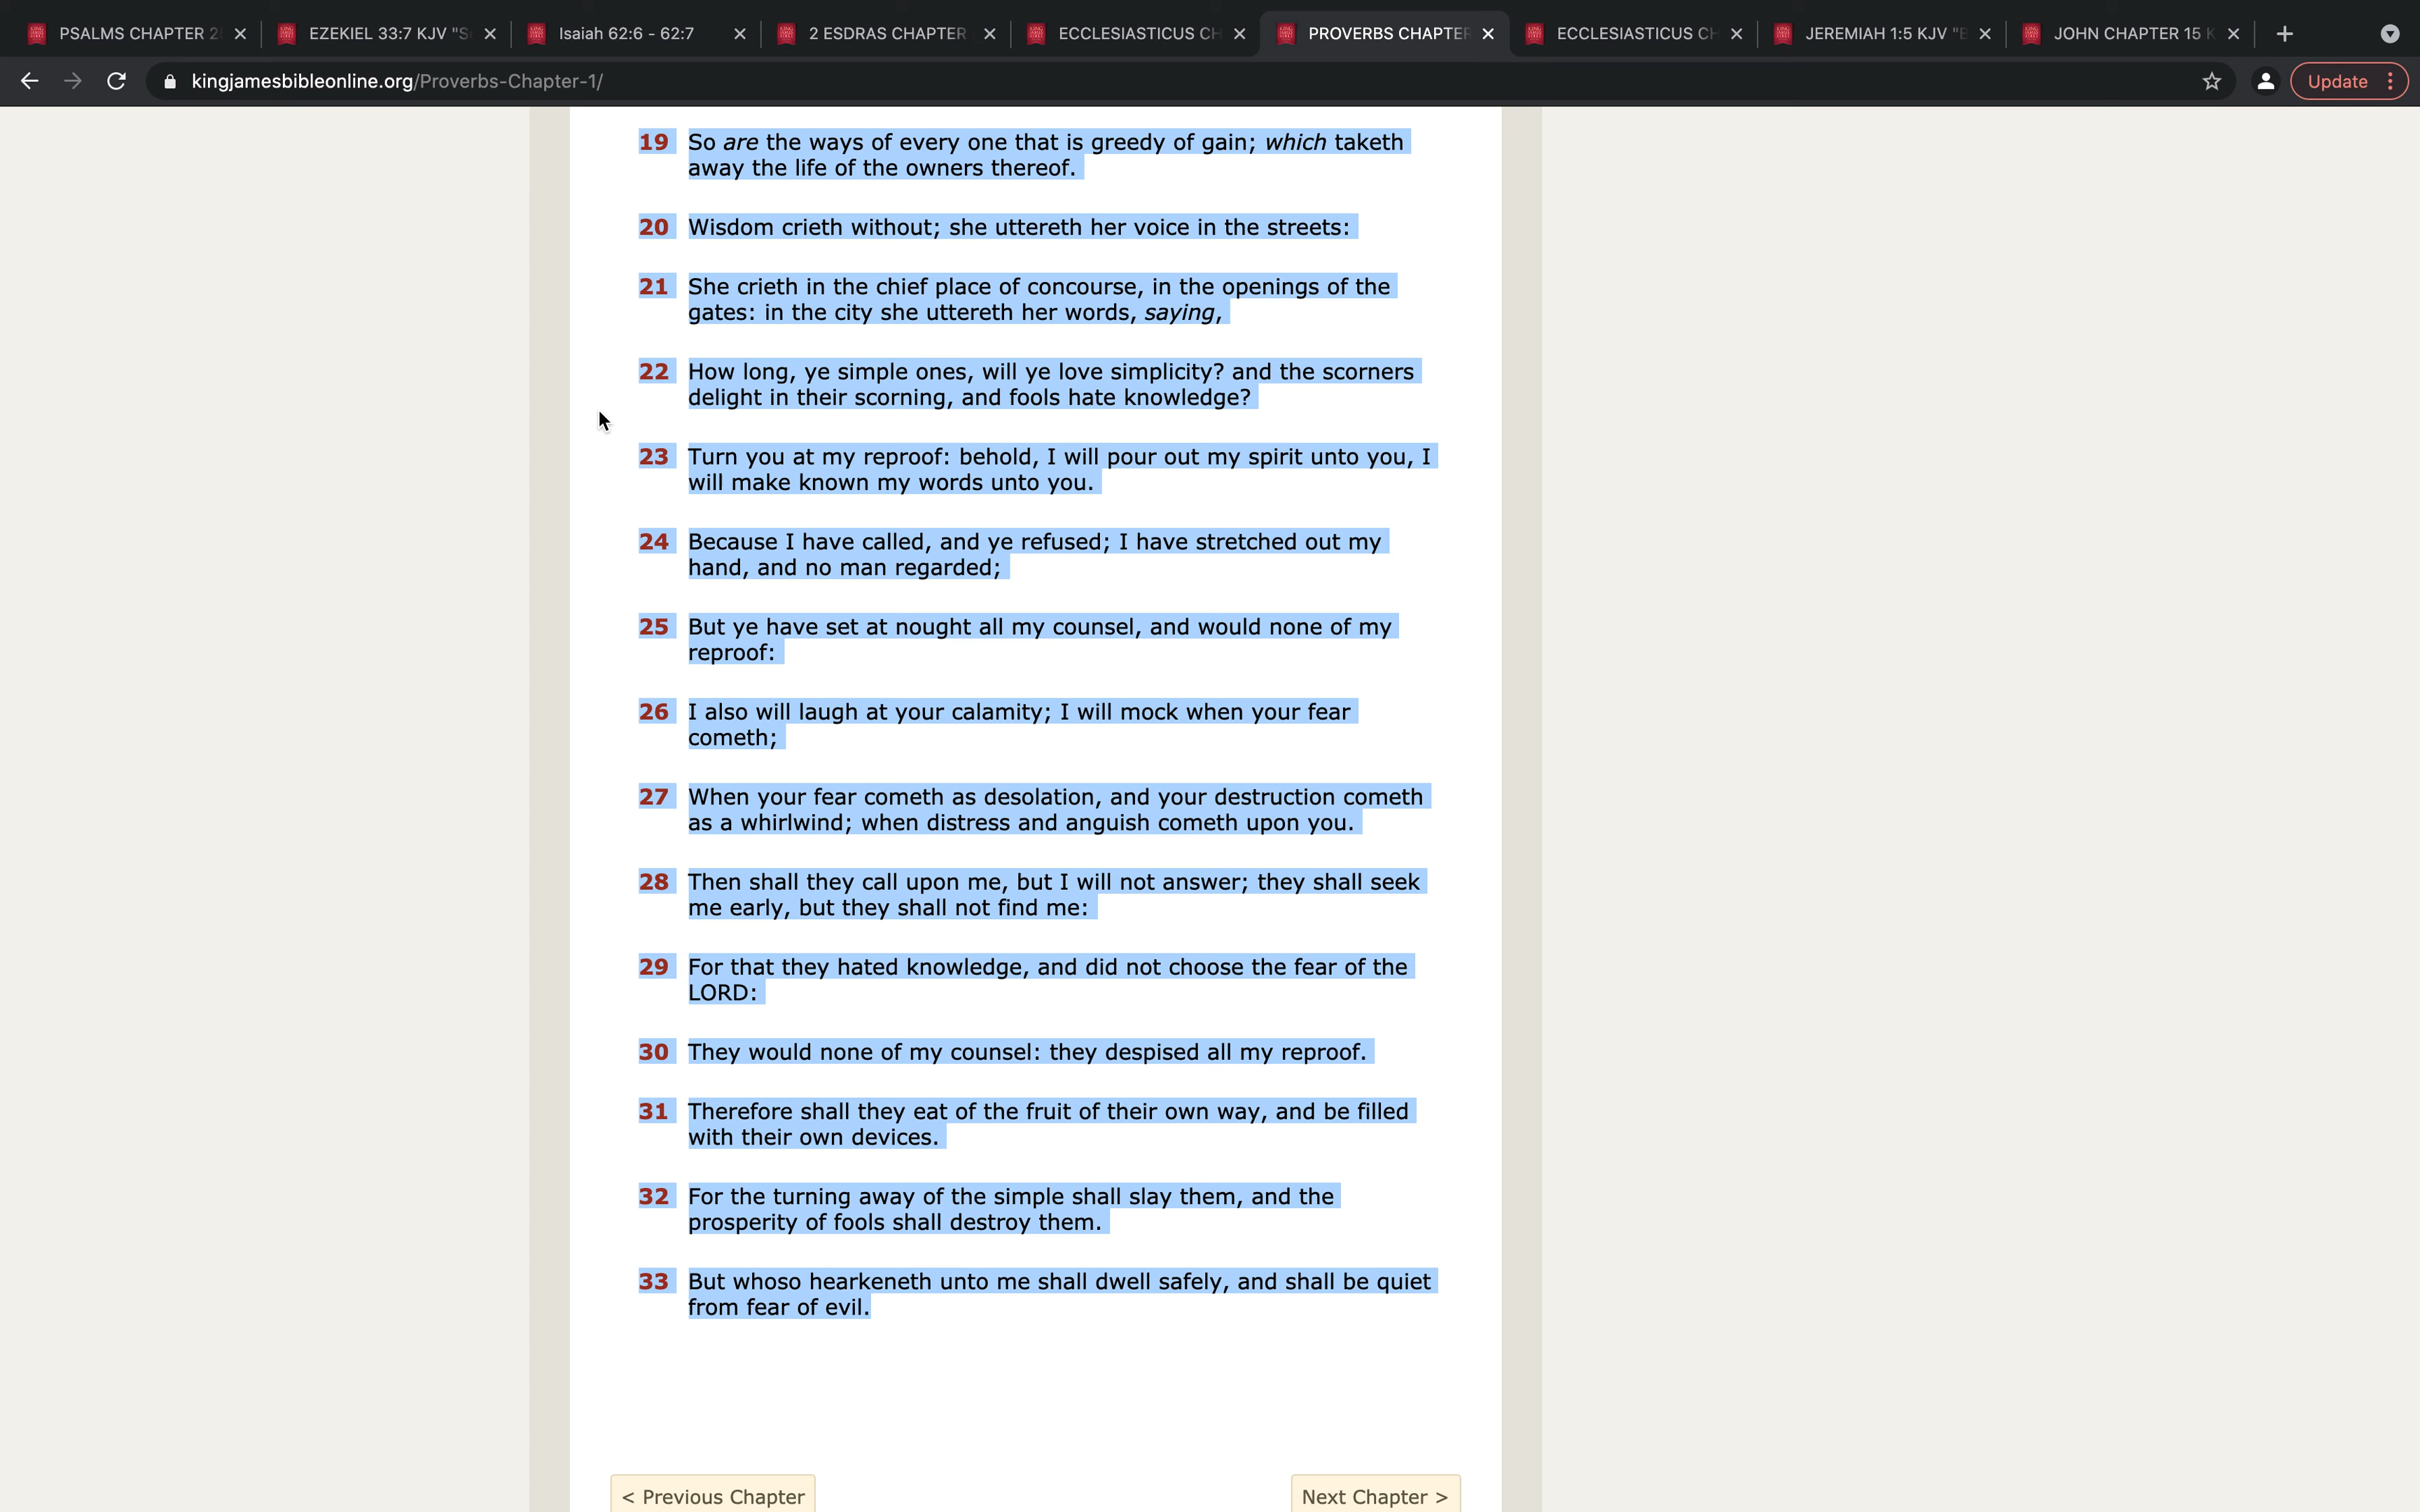 PSALMS CHAPTER 2
EZEKIEL 33:7 KJV "S
Isaiah 62:6 - 62:7
2 ESDRAS CHAPTER
ECCLESIASTICUS CH
PROVERBS CHAPTER
ECCLESIASTICUS CH
JEREMIAH 1:5 KJV "B
JOHN CHAPTER 15 K
kingjamesbibleonline.org/Proverbs-Chapter-1/
Update
19 So are the ways of every one that is greedy of gain; which taketh
away the life of the owners thereof.
20 Wisdom crieth without; she uttereth her voice in the streets:
21 She crieth in the chief place of concourse, in the openings of the
gates: in the city she uttereth her words, saying,
22 How long, ye simple ones, will ye love simplicity? and the scorners
delight in their scorning, and fools hate knowledge?
23 Turn you at my reproof: behold, I will pour out my spirit unto you, I
will make known my words unto you.
24 Because I have called, and ye refused; I have stretched out my
hand, and no man regarded;
25 But ye have set at nought all my counsel, and would none of my
reproof:
26 I also will laugh at your calamity; I will mock when your fear
cometh;
27 When your fear cometh as desolation, and your destruction cometh
as a whirlwind; when distress and anguish cometh upon you.
28 Then shall they call upon me, but I will not answer; they shall seek
me early, but they shall not find me:
29 For that they hated knowledge, and did not choose the fear of the
LORD:
30 They would none of my counsel: they despised all my reproof.
31 Therefore shall they eat of the fruit of their own way, and be filled
with their own devices.
32 For the turning away of the simple shall slay them, and the
prosperity of fools shall destroy them.
33 But whoso hearkeneth unto me shall dwell safely, and shall be quiet
from fear of evil.
< Previous Chapter
Next Chapter >